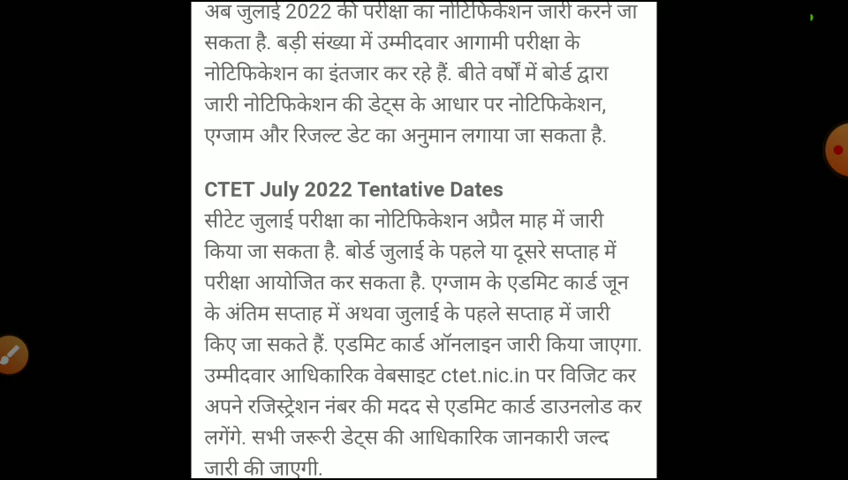 अब जुलाई 2022 की परीक्षा का नोटिफिकेशन जारी करने जा
सकता है. बड़ी संख्या में उम्मीदवार आगामी परीक्षा के
नोटिफिकेशन का इंतजार कर रहे हैं. बीते वर्षों में बोर्ड द्वारा
जारी नोटिफिकेशन की डेट्स के आधार पर नोटिफिकेशन,
एग्जाम और रिजल्ट डेट का अनुमान लगाया जा सकता है.
CTET July 2022 Tentative Dates
सीटेट जुलाई परीक्षा का नोटिफिकेशन अप्रैल माह में जारी
किया जा सकता है. बोर्ड जुलाई के पहले या दूसरे सप्ताह में
परीक्षा आयोजित कर सकता है. एग्जाम के एडमिट कार्ड जून
के अंतिम सप्ताह में अथवा जुलाई के पहले सप्ताह में जारी
किए जा सकते हैं. एडमिट कार्ड ऑनलाइन जारी किया जाएगा.
उम्मीदवार आधिकारिक वेबसाइट ctet.nic.in पर विजिट कर
अपने रजिस्ट्रेशन नंबर की मदद से एडमिट कार्ड डाउनलोड कर
लगेंगे. सभी जरूरी डेट्स की आधिकारिक जानकारी जल्द
जारी की जाएगी.